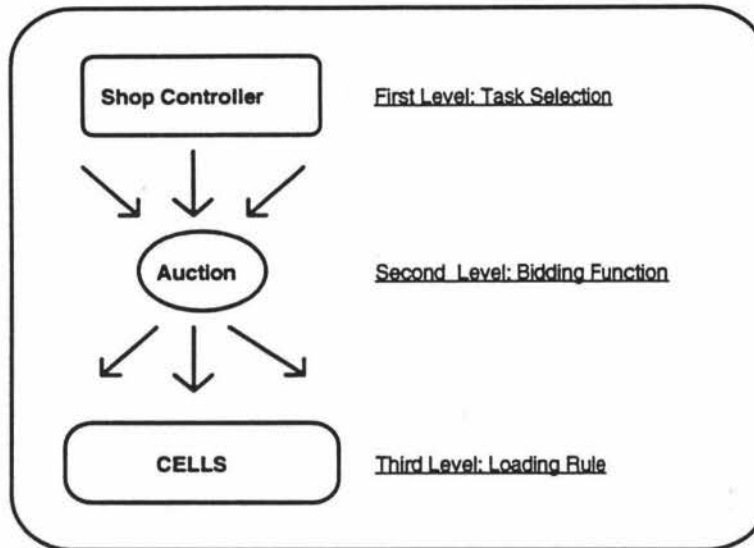 Shop Controller
First Level: Task Selection
Auction
Second Level: Bidding Function
CELLS
Third Level: Loading Rule